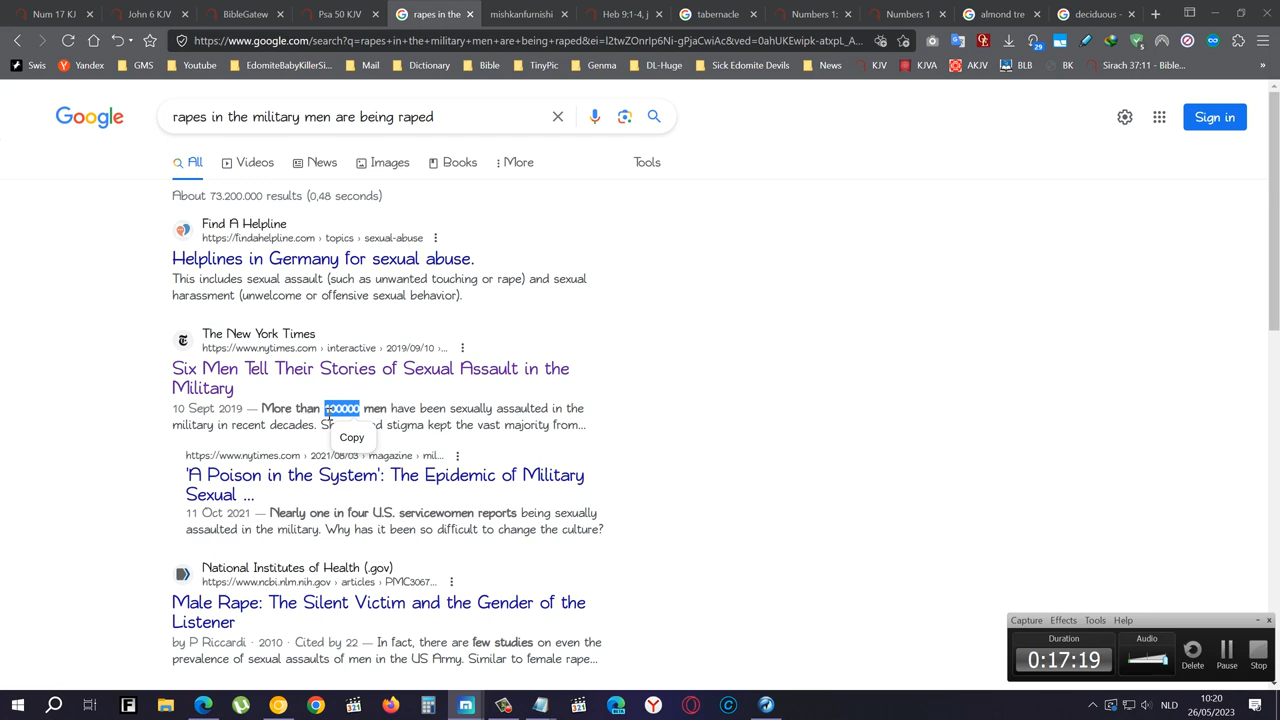 Num 17 KJ
John 6 KJV
BibleGatew
Psa 50 KJV
rapes in the
mishkanfurnishi
Heb 9:1-4, j
tabernacle
Numbers 1:
Numbers 1
almond tre
deciduous -
https://www.google.com/search?q=rapes+in+the+military+men+are+being+raped&ei=l2twZOnrIp6Ni-gPjaCwiAc&ved=0ahUKEwipk-atxpL_A...
29
5
Swis
Yandex
GMS
Youtube
EdomiteBabyKillerSi...
Mail
Dictionary
Bible
TinyPic
Genma
DL-Huge
Sick Edomite Devils
News
KJV
KJVA
AKJV
BLB
BK
Sirach 37:11 - Bible...
Google
rapes in the military men are being raped
Sign in
All
Videos
News
Images
Books
More
Tools
About 73.200.000 results (0,48 seconds)
Find A Helpline
https://findahelpline.com › topics › sexual-abuse
Helplines in Germany for sexual abuse.
This includes sexual assault (such as unwanted touching or rape) and sexual
harassment (unwelcome or offensive sexual behavior).
The New York Times
https://www.nytimes.com › interactive › 2019/09/10 ›...
Six Men Tell Their Stories of Sexual Assault in the
Military
10 Sept 2019 — More than 100000 men have been sexually assaulted in the
military in recent decades. stigma kept the vast majority from...
Copy
https://www.nytimes.com › 2021/08/03 › magazine › mil...
'A Poison in the System': The Epidemic of Military
Sexual ...
11 Oct 2021 — Nearly one in four U.S. servicewomen reports being sexually
assaulted in the military. Why has it been so difficult to change the culture?
National Institutes of Health (.gov)
https://www.ncbi.nlm.nih.gov › articles › PMC3067...
Male Rape: The Silent Victim and the Gender of the
Listener
by P Riccardi · 2010 · Cited by 22 — In fact, there are few studies on even the
prevalence of sexual assaults of men in the US Army. Similar to female rape...
Capture Effects Tools Help
Duration
Audio
0:17:19
Delete
Pause
Stop
NLD
10:20
26/05/2023